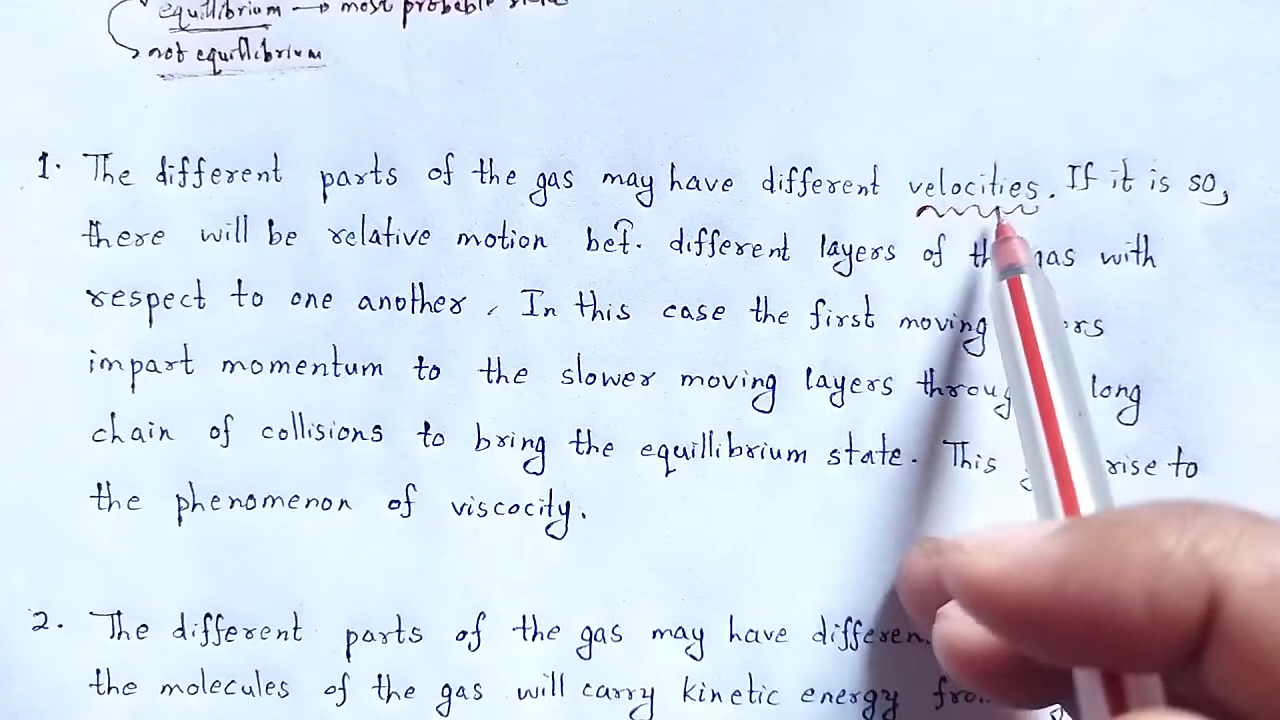 equillibrium → most probable state
not equillibrium
1. The different parts of the gas may have different velocities. If it is so,
there will be relative motion bet. different layers of the gas with
respect to one another. In this case the first moving
impart momentum to the slower moving layers long
chain of collisions to bring the equillibrium state. This rise to
the phenomenon of viscocity.
2. The different parts of the gas may have
the molecules of the gas will carry kinetic energy